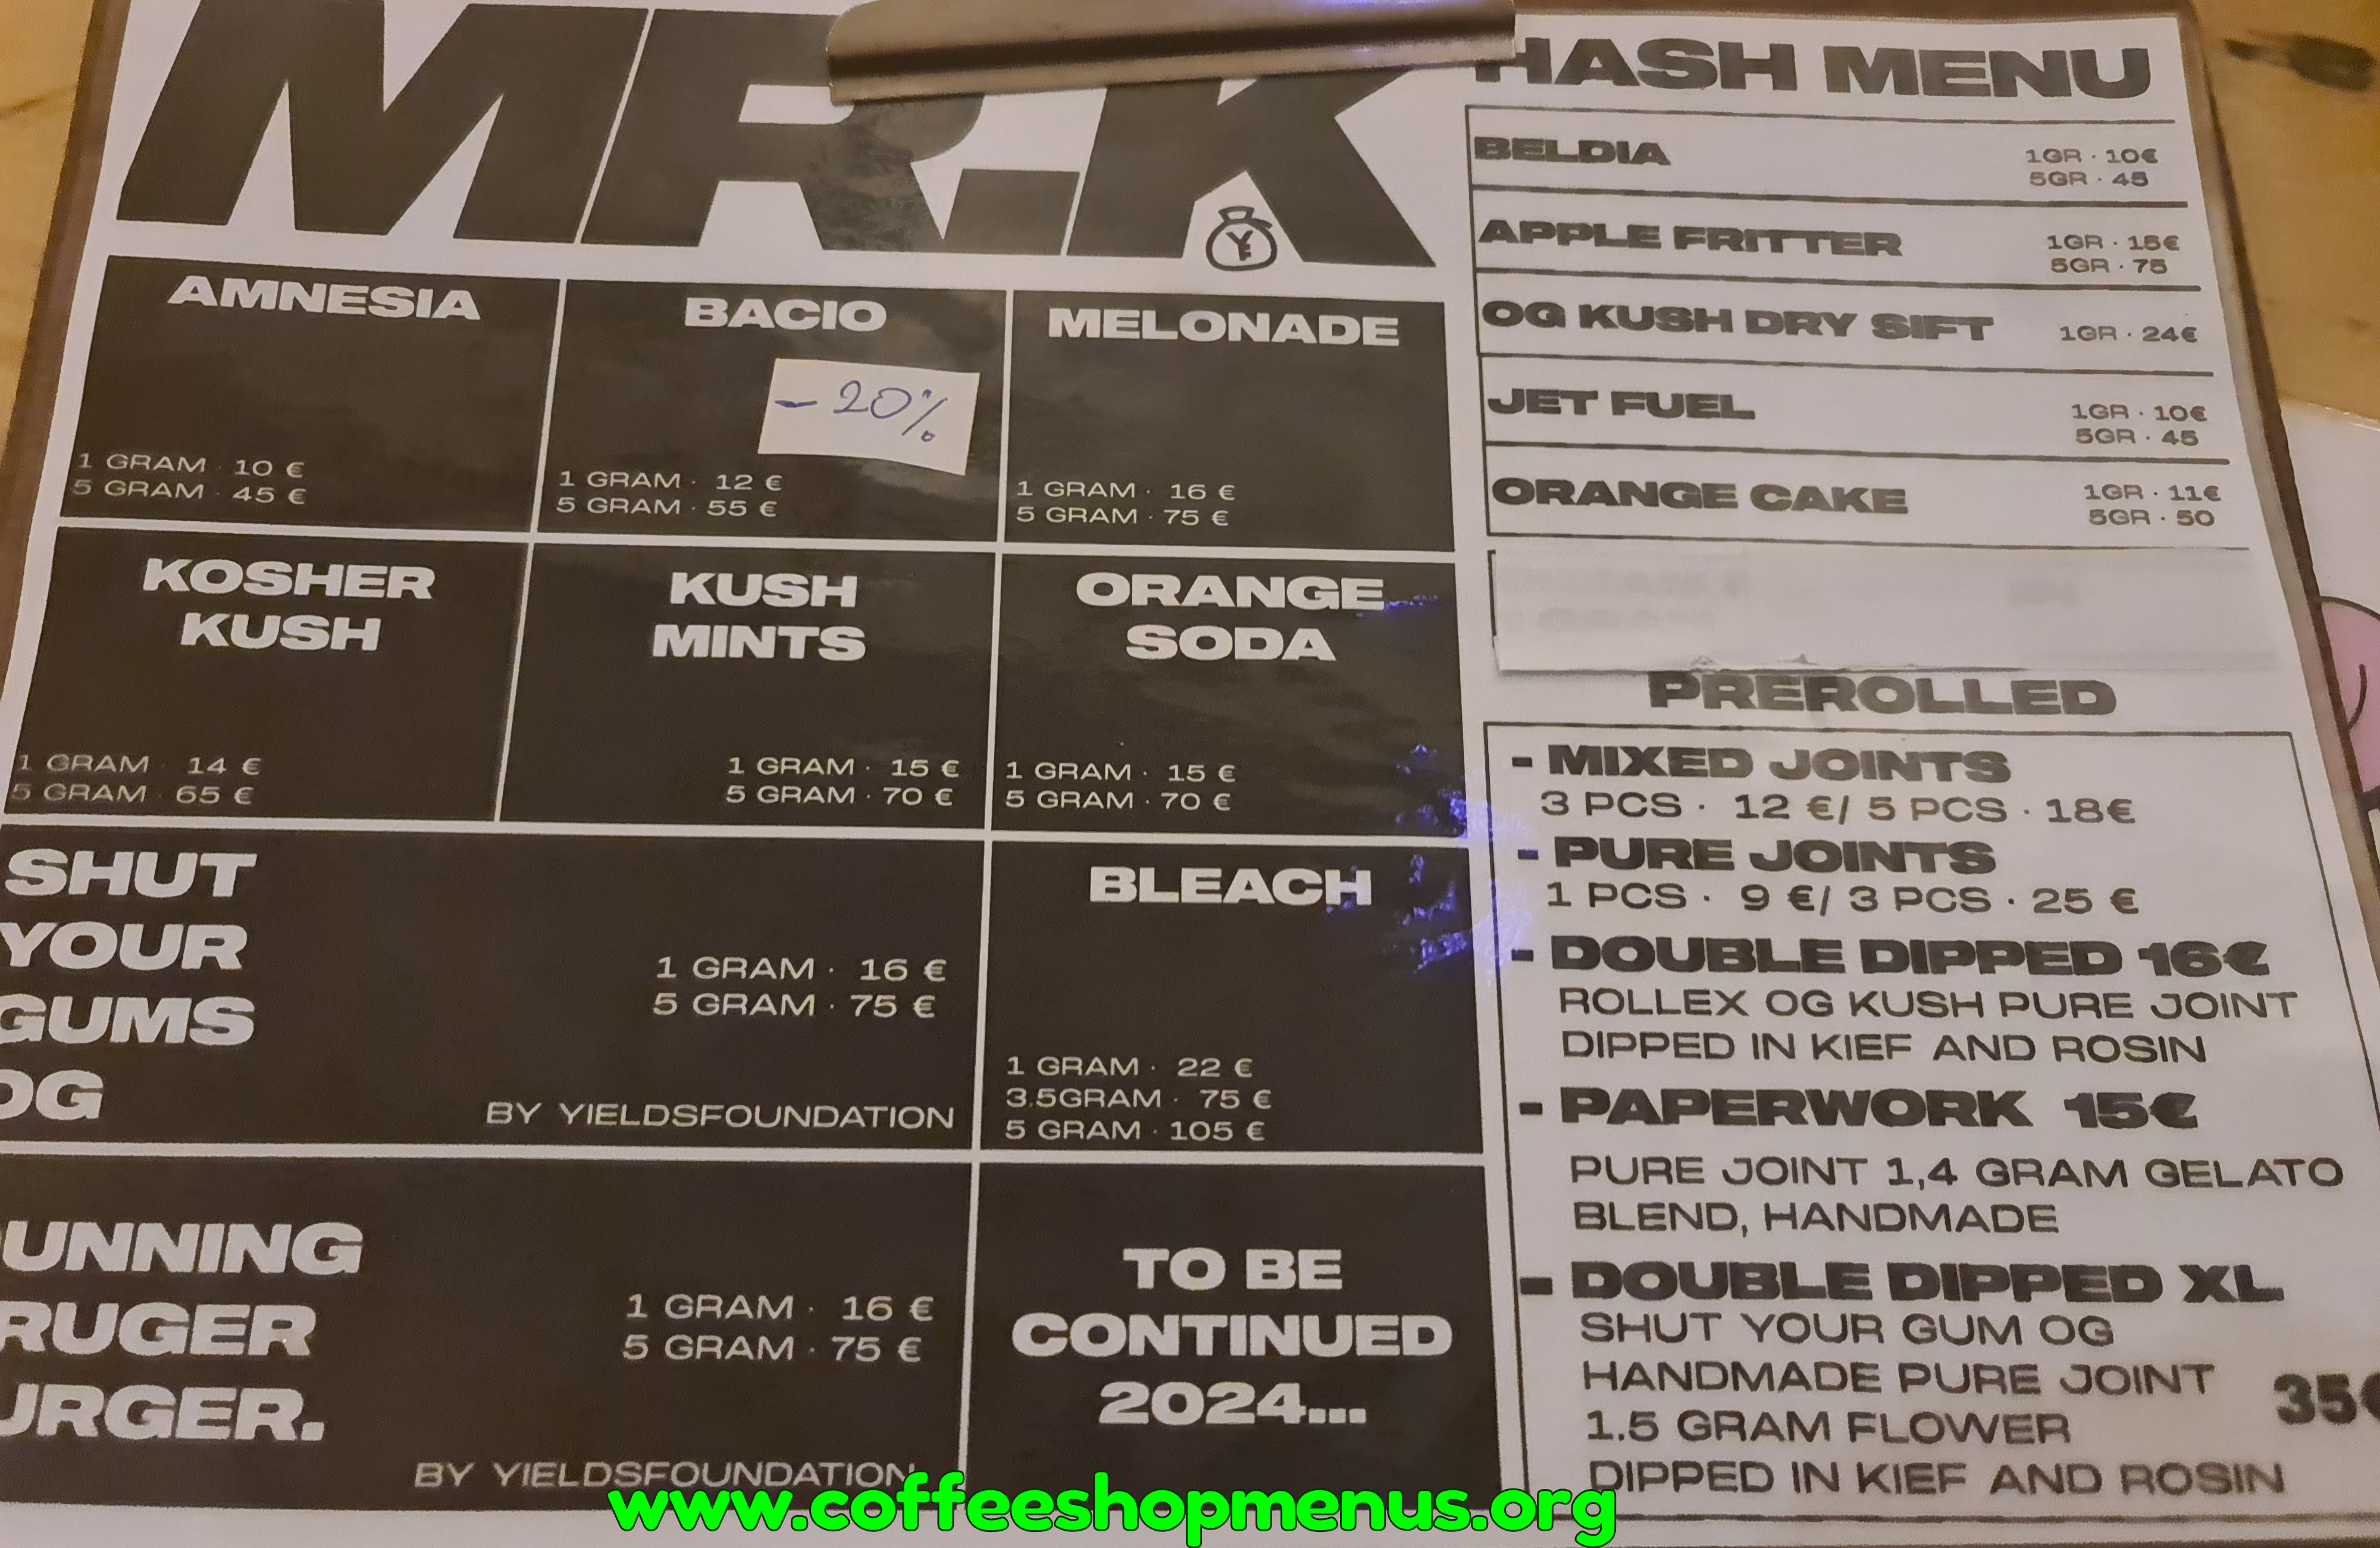 MR.K
AMNESIA
1 GRAM · 10 €
5 GRAM · 45 €
BACIO
- 20%
1 GRAM · 12 €
5 GRAM · 55 €
MELONADE
1 GRAM · 16 €
5 GRAM · 75 €
KOSHER
KUSH
1 GRAM · 14 €
5 GRAM · 65 €
KUSH
MINTS
1 GRAM · 15 €
5 GRAM · 70 €
ORANGE
SODA
1 GRAM · 15 €
5 GRAM · 70 €
SHUT
YOUR
GUMS
OG
1 GRAM · 16 €
5 GRAM · 75 €
BY YIELDSFOUNDATION
BLEACH
1 GRAM · 22 €
3.5GRAM · 75 €
5 GRAM · 105 €
UNNING
RUGER
URGER.
1 GRAM · 16 €
5 GRAM · 75 €
BY YIELDSFOUNDATION
TO BE
CONTINUED
2024...
HASH MENU
BELDIA
1GR · 10€
5GR · 45
APPLE FRITTER
1GR · 15€
5GR · 75
OG KUSH DRY SIFT 1GR · 24€
JET FUEL
1GR · 10€
5GR · 45
ORANGE CAKE
1GR · 11€
5GR · 50
PREROLLED
- MIXED JOINTS
3 PCS · 12 €/ 5 PCS · 18€
- PURE JOINTS
1 PCS · 9 €/ 3 PCS · 25 €
- DOUBLE DIPPED 16€
ROLLEX OG KUSH PURE JOINT
DIPPED IN KIEF AND ROSIN
- PAPERWORK 15€
PURE JOINT 1,4 GRAM GELATO
BLEND, HANDMADE
- DOUBLE DIPPED XL
SHUT YOUR GUM OG
HANDMADE PURE JOINT 35€
1.5 GRAM FLOWER
DIPPED IN KIEF AND ROSIN
www.coffeeshopmenus.org